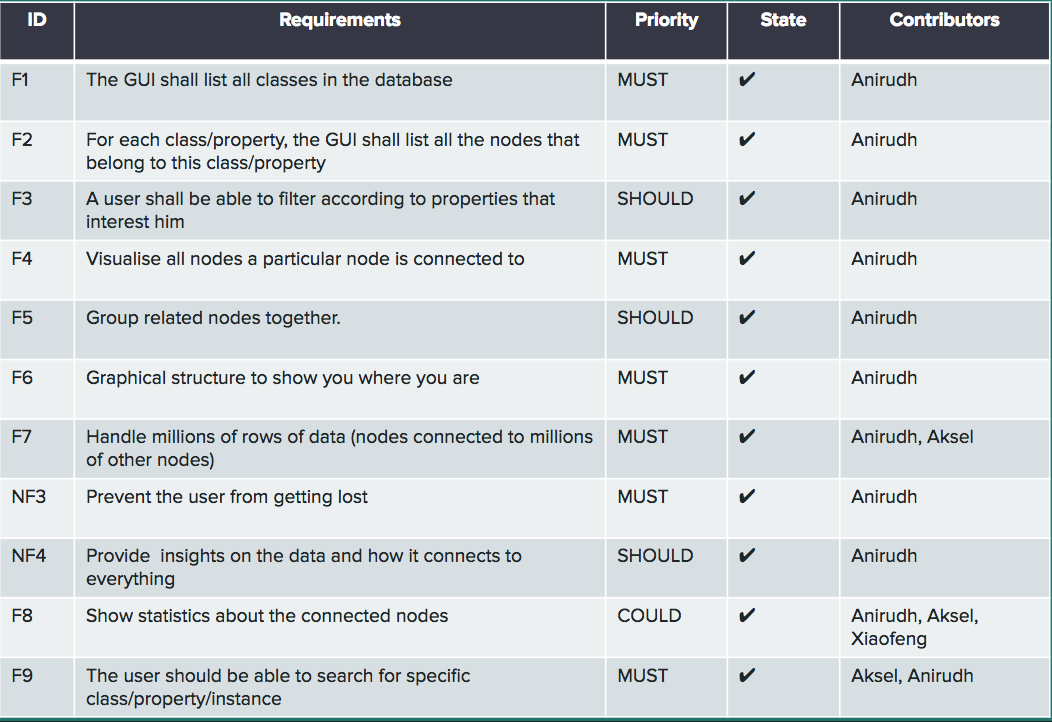 ID Requirements Priority State Contributors
F1 The GUI shall list all classes in the database MUST ✔ Anirudh
F2 For each class/property, the GUI shall list all the nodes that MUST ✔ Anirudh
belong to this class/property
F3 A user shall be able to filter according to properties that SHOULD ✔ Anirudh
interest him
F4 Visualise all nodes a particular node is connected to MUST ✔ Anirudh
F5 Group related nodes together. SHOULD ✔ Anirudh
F6 Graphical structure to show you where you are MUST ✔ Anirudh
F7 Handle millions of rows of data (nodes connected to millions MUST ✔ Anirudh, Aksel
of other nodes)
NF3 Prevent the user from getting lost MUST ✔ Anirudh
NF4 Provide  insights on the data and how it connects to SHOULD ✔ Anirudh
everything
F8 Show statistics about the connected nodes COULD ✔ Anirudh, Aksel,
Xiaofeng
F9 The user should be able to search for specific MUST ✔ Aksel, Anirudh
class/property/instance